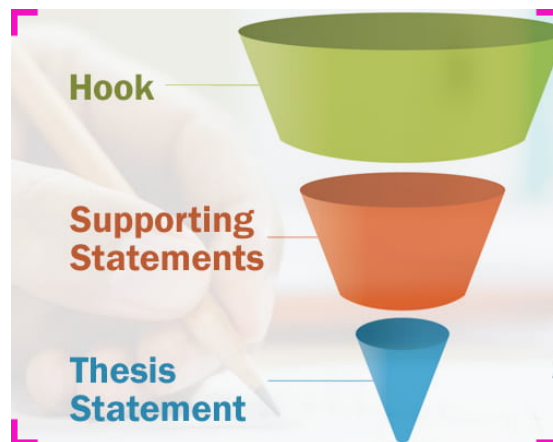 Hook
Supporting
Statements
Thesis
Statement